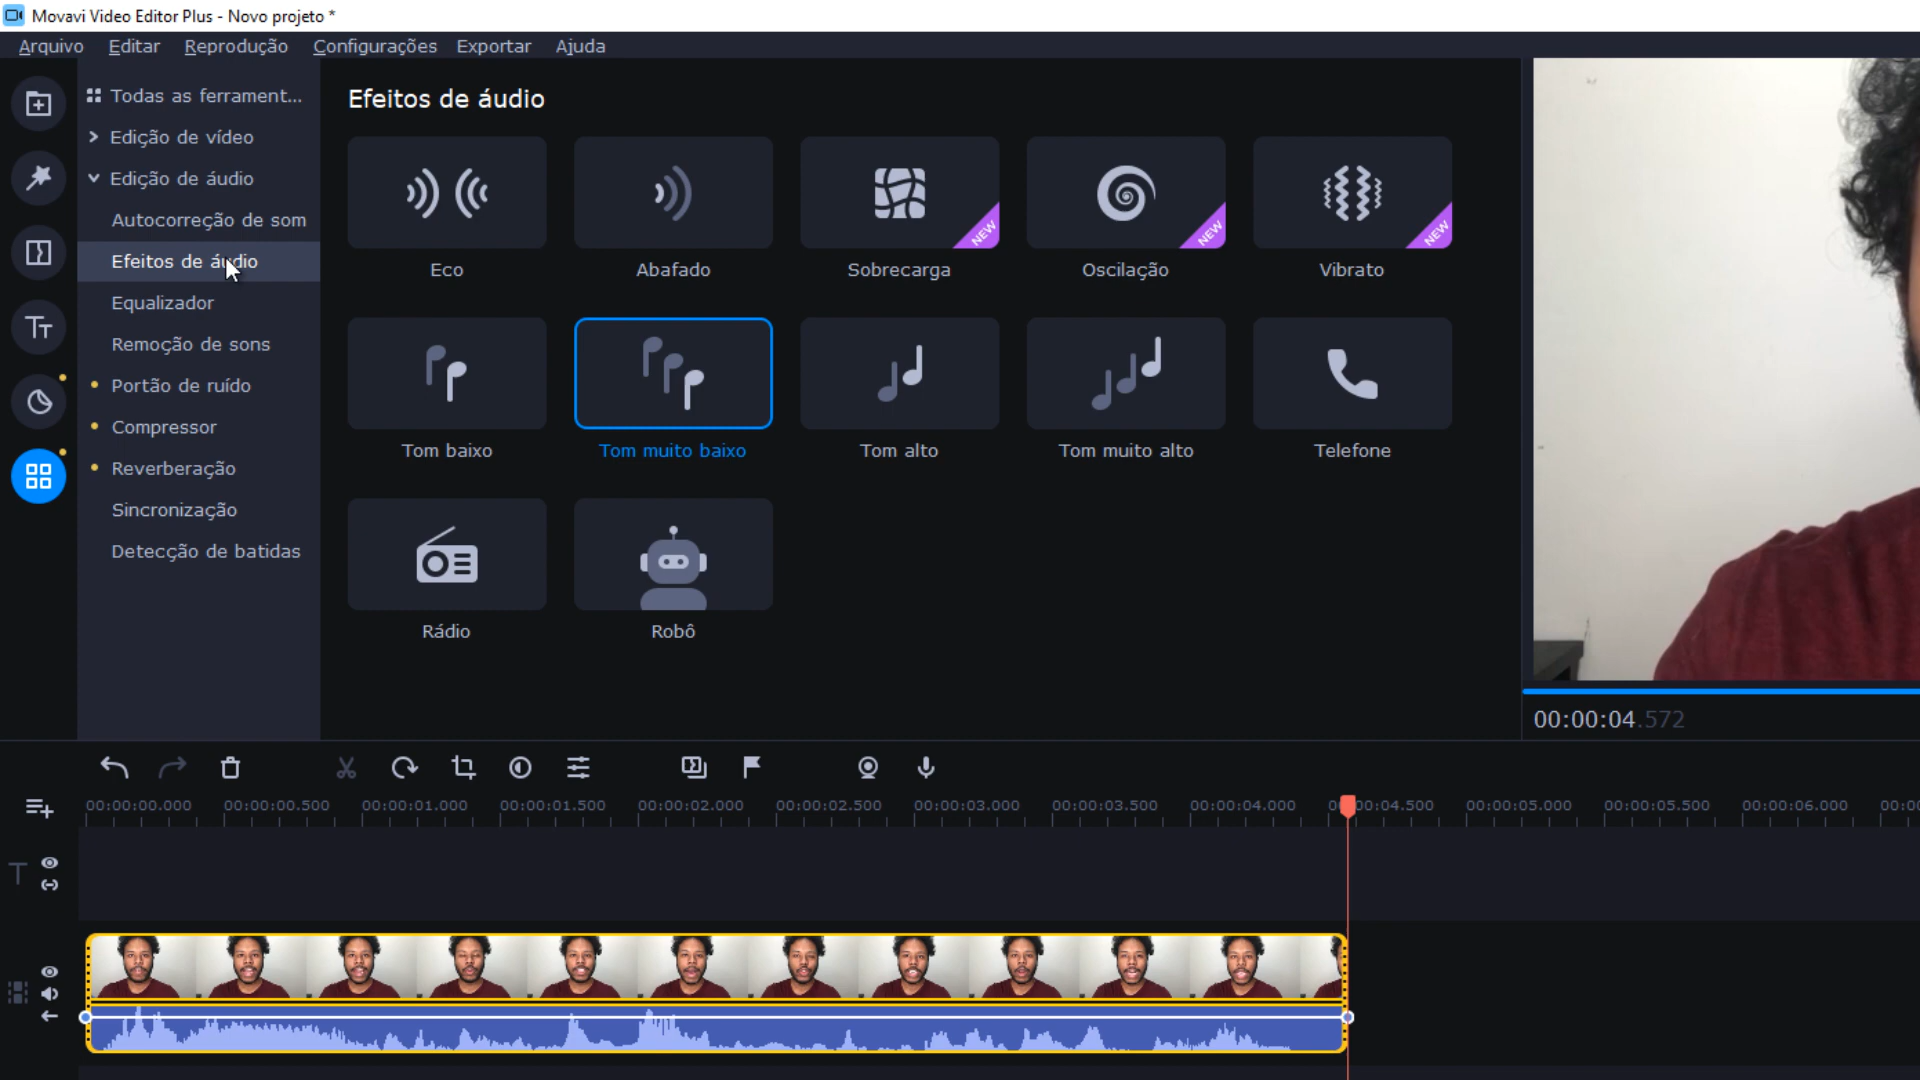 Movavi Video Editor Plus - Novo projeto *
Arquivo Editar Reprodução Configurações Exportar Ajuda
Todas as ferrament...
Edição de vídeo
Edição de áudio
Autocorreção de som
Efeitos de áudio
Equalizador
Remoção de sons
Portão de ruído
Compressor
Reverberação
Sincronização
Detecção de batidas
Efeitos de áudio
NEW NEW NEW
Eco Abafado Sobrecarga Oscilação Vibrato
Tom baixo Tom muito baixo Tom alto Tom muito alto Telefone
Rádio Robô
00:00:04.572
00:00:00.000 00:00:00.500 00:00:01.000 00:00:01.500 00:00:02.000 00:00:02.500 00:00:03.000 00:00:03.500 00:00:04.000 00:00:04.500 00:00:05.000 00:00:05.500 00:00:06.000 00:00